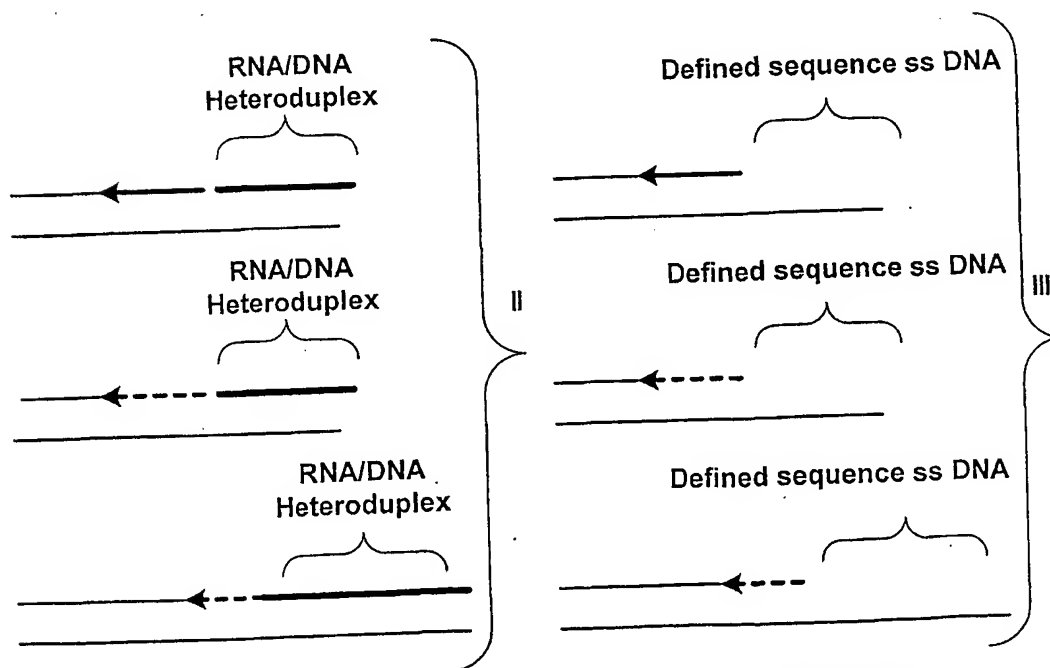 RNA/DNA
Heteroduplex
RNA/DNA
Heteroduplex
II
RNA/DNA
Heteroduplex
Defined sequence ss DNA
Defined sequence ss DNA
III
Defined sequence ss DNA